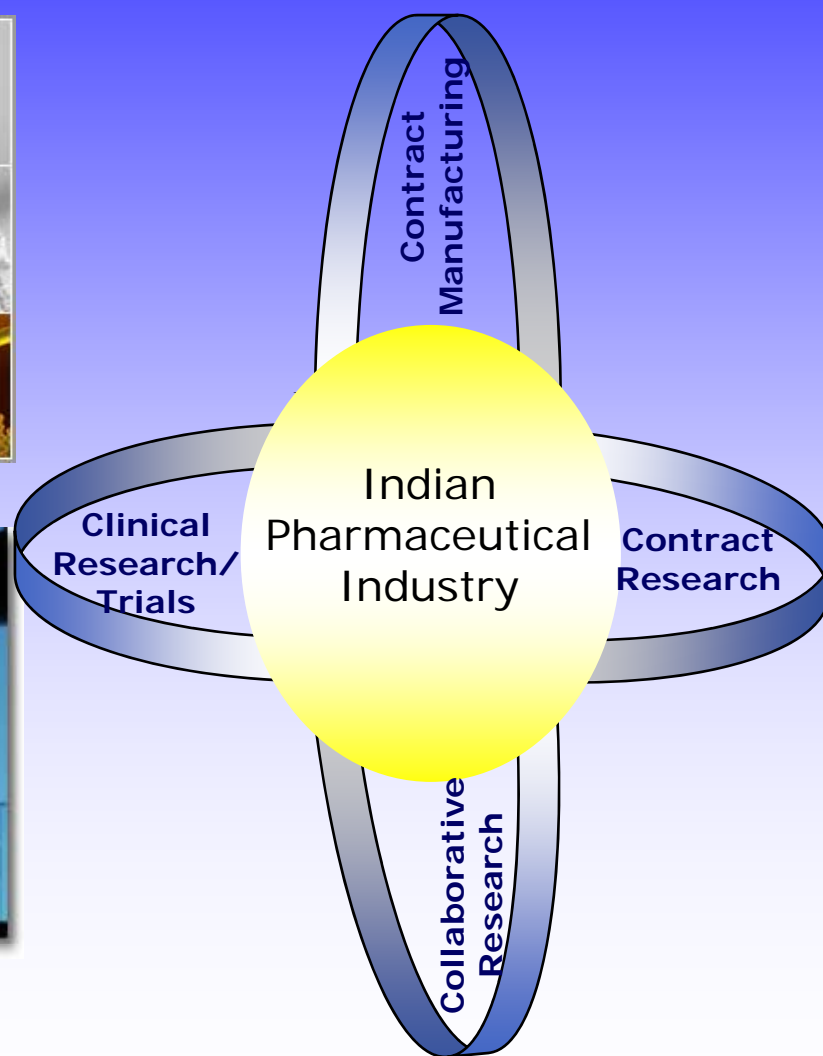 Contract
Manufacturing
Clinical
Research/
Trials
Indian
Pharmaceutical
Industry
Contract
Research
Collaborative
Research